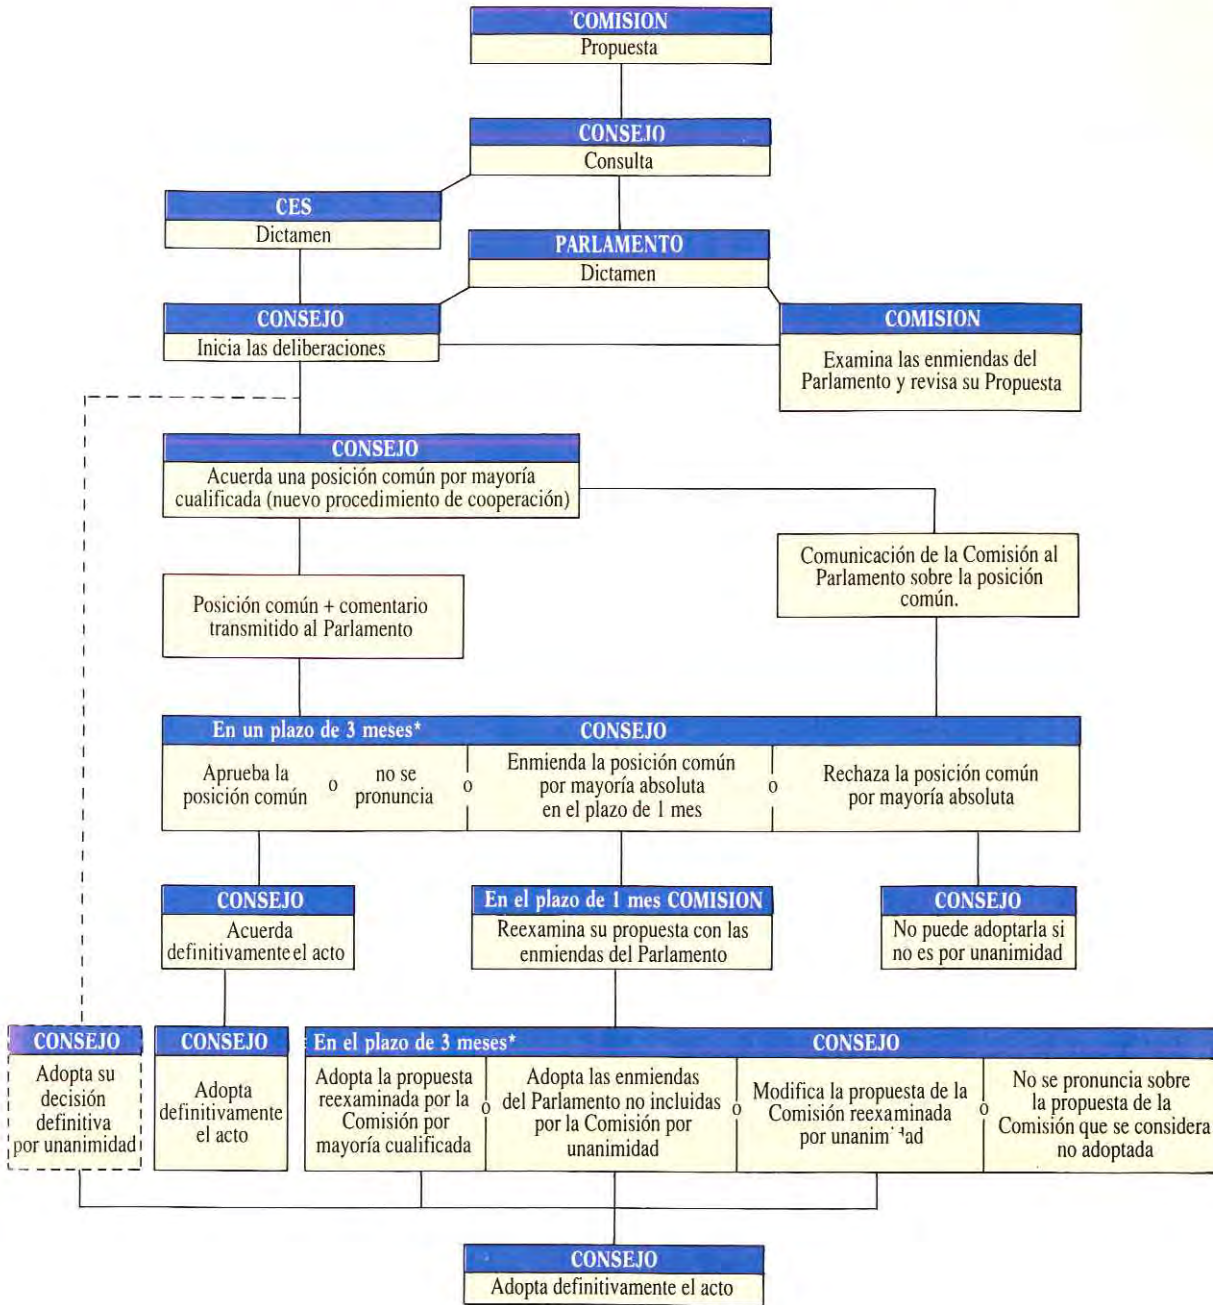 COMISION
Propuesta
CONSEJO
Consulta
CES
Dictamen
PARLAMENTO
Dictamen
CONSEJO
Inicia las deliberaciones
COMISION
Examina las enmiendas del
Parlamento y revisa su Propuesta
CONSEJO
Acuerda una posición común por mayoría
cualificada (nuevo procedimiento de cooperación)
Comunicación de la Comisión al
Parlamento sobre la posición
común.
Posición común + comentario
transmitido al Parlamento
En un plazo de 3 meses*
CONSEJO
Aprueba la
posición común
o
no se
pronuncia
o
Enmienda la posición común
por mayoría absoluta
en el plazo de 1 mes
o
Rechaza la posición común
por mayoría absoluta
CONSEJO
Acuerda
definitivamente el acto
En el plazo de 1 mes COMISION
Reexamina su propuesta con las
enmiendas del Parlamento
CONSEJO
No puede adoptarla si
no es por unanimidad
CONSEJO
Adopta su
decisión
definitiva
por unanimidad
CONSEJO
Adopta
definitivamente
el acto
En el plazo de 3 meses*
CONSEJO
Adopta la propuesta
reexaminada por la
Comisión por
mayoría cualificada
o
Adopta las enmiendas
del Parlamento no incluidas
por la Comisión por
unanimidad
o
Modifica la propuesta de la
Comisión reexaminada
por unanimidad
o
No se pronuncia sobre
la propuesta de la
Comisión que se considera
no adoptada
CONSEJO
Adopta definitivamente el acto